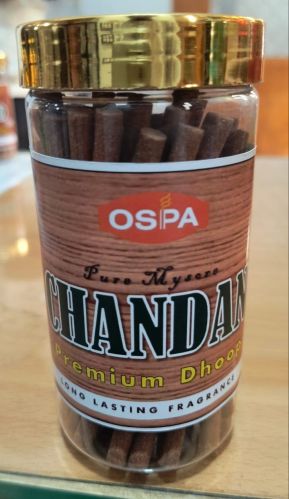 OSPA
Pure Mysore
CHANDAN
Premium Dhoop
LONG LASTING FRAGRANCE